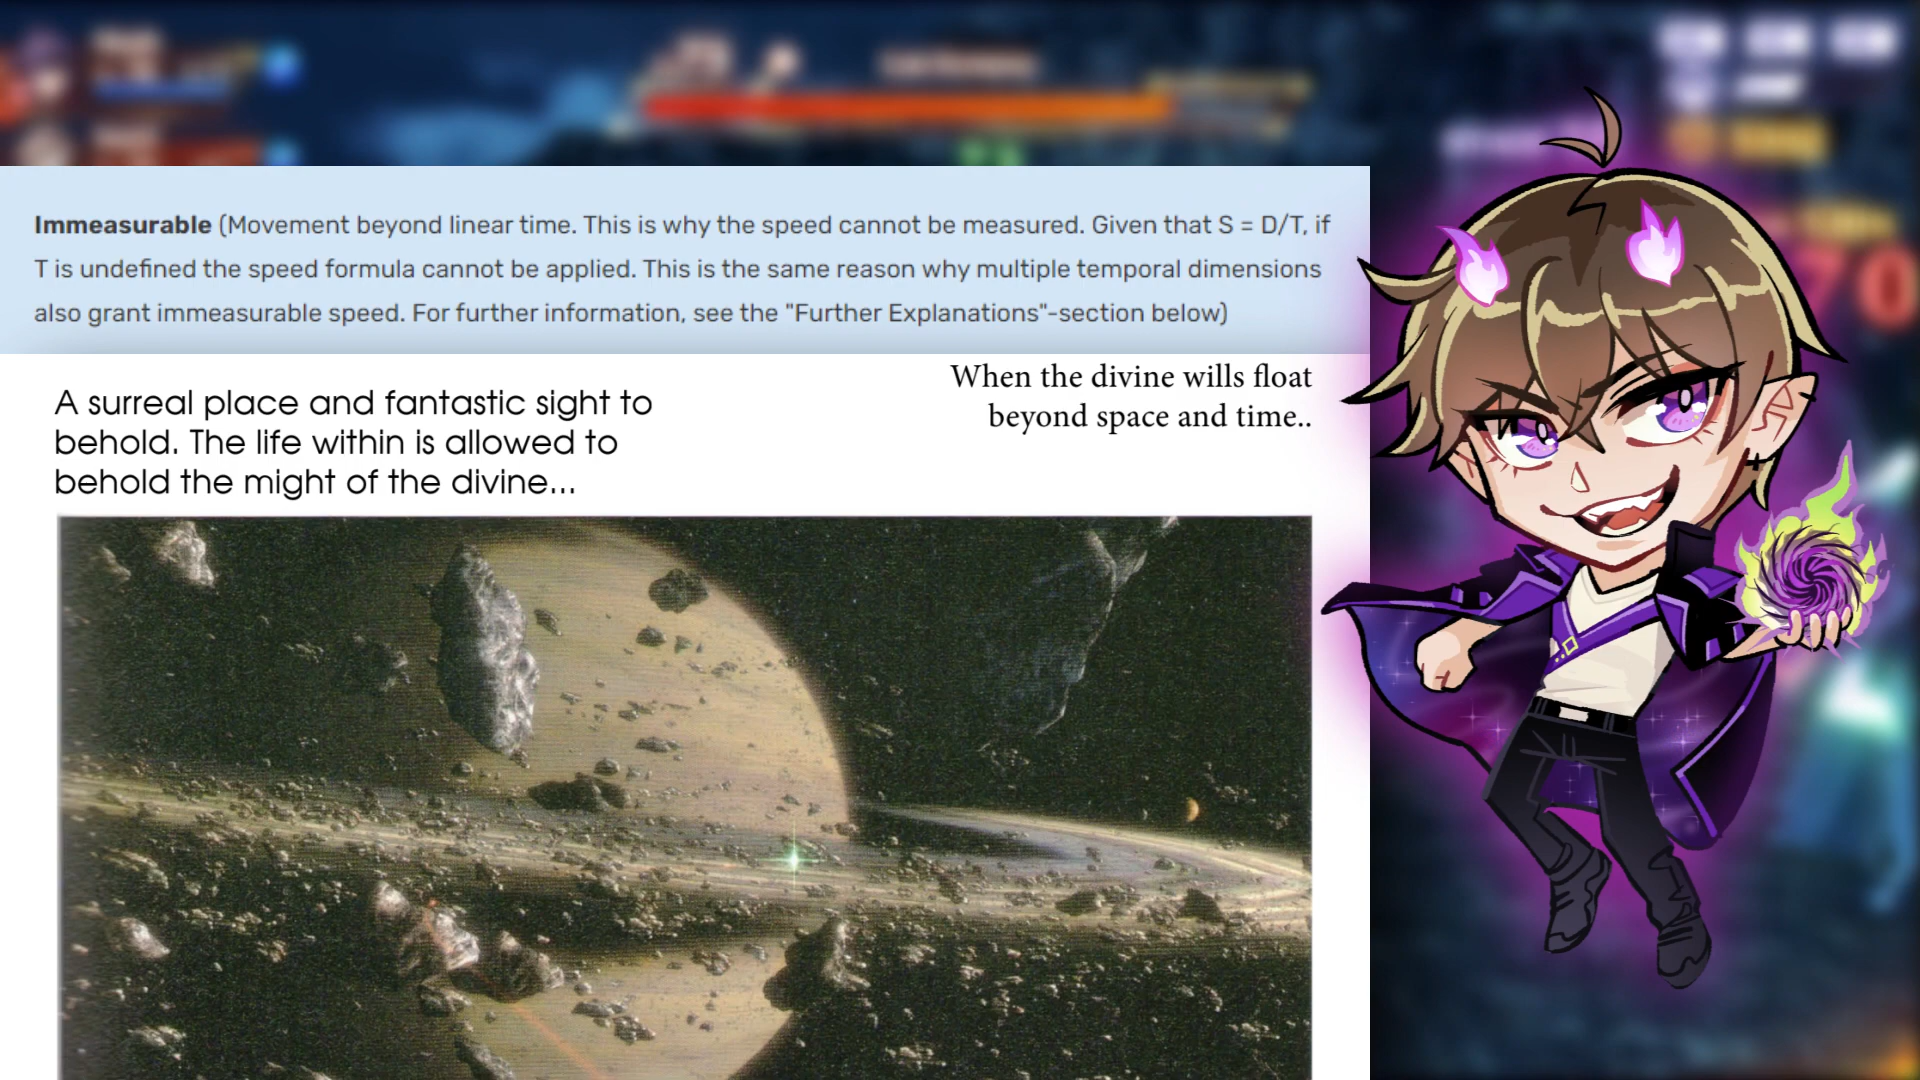 Immeasurable (Movement beyond linear time. This is why the speed cannot be measured. Given that S = D/T, if
T is undefined the speed formula cannot be applied. This is the same reason why multiple temporal dimensions
also grant immeasurable speed. For further information, see the "Further Explanations"-section below)
When the divine wills float
beyond space and time..
A surreal place and fantastic sight to
behold. The life within is allowed to
behold the might of the divine...
70